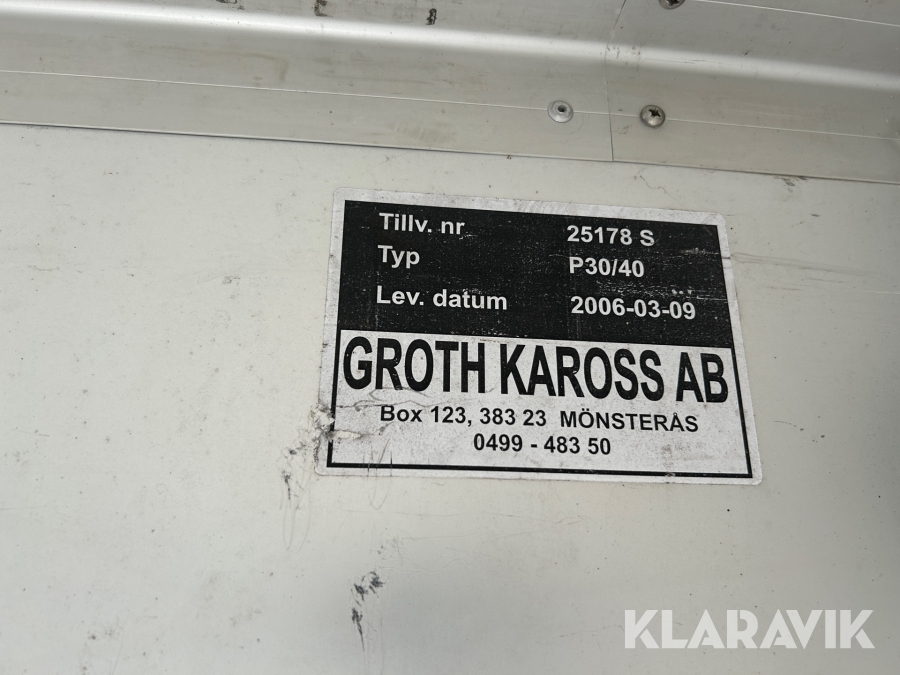 Tillv. nr 25178 S
Typ P30/40
Lev. datum 2006-03-09
GROTH KAROSS AB
Box 123, 383 23 MÖNSTERÅS
0499 - 483 50
KLARAVIK